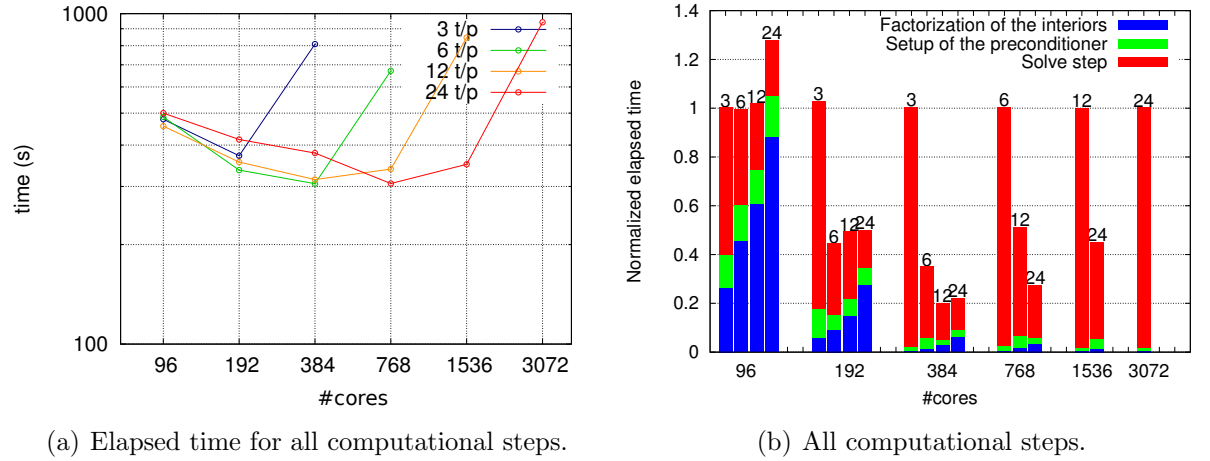 1000
100
time (s)
96 192 384 768 1536 3072
#cores
3 t/p
6 t/p
12 t/p
24 t/p
(a) Elapsed time for all computational steps.
1.4
1.2
1
0.8
0.6
0.4
0.2
0
Normalized elapsed time
Factorization of the interiors
Setup of the preconditioner
Solve step
3 6 12 24
3 6 12 24
3 6 12 24
6 12 24
12 24
24
96 192 384 768 1536 3072
#cores
(b) All computational steps.